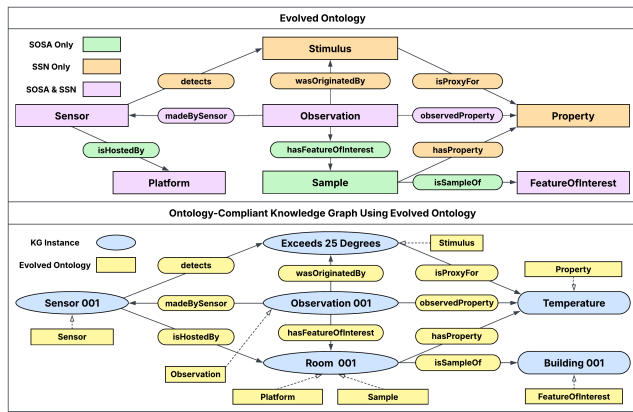 Evolved Ontology
SOSA Only
SSN Only
SOSA & SSN
Stimulus
detects
wasOriginatedBy
isProxyFor
Sensor
madeBySensor
Observation
observedProperty
Property
isHostedBy
hasFeatureOfInterest
hasProperty
Platform
Sample
isSampleOf
FeatureOfInterest
Ontology-Compliant Knowledge Graph Using Evolved Ontology
KG Instance
Evolved Ontology
Exceeds 25 Degrees
Stimulus
detects
wasOriginatedBy
isProxyFor
Property
Sensor 001
madeBySensor
Observation 001
observedProperty
Temperature
Sensor
isHostedBy
hasFeatureOfInterest
hasProperty
Observation
Room 001
isSampleOf
Building 001
Platform
Sample
FeatureOfInterest